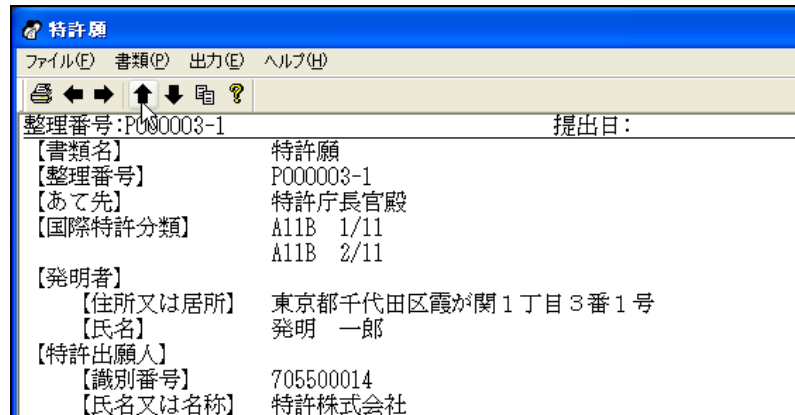 特許願
ファイル(F) 書類(P) 出力(E) ヘルプ(H)
整理番号:P000003-1 提出日:
【書類名】 特許願
【整理番号】 P000003-1
【あて先】 特許庁長官殿
【国際特許分類】 A11B 1/11
A11B 2/11
【発明者】
【住所又は居所】 東京都千代田区霞が関1丁目3番1号
【氏名】 発明 一郎
【特許出願人】
【識別番号】 705500014
【氏名又は名称】 特許株式会社